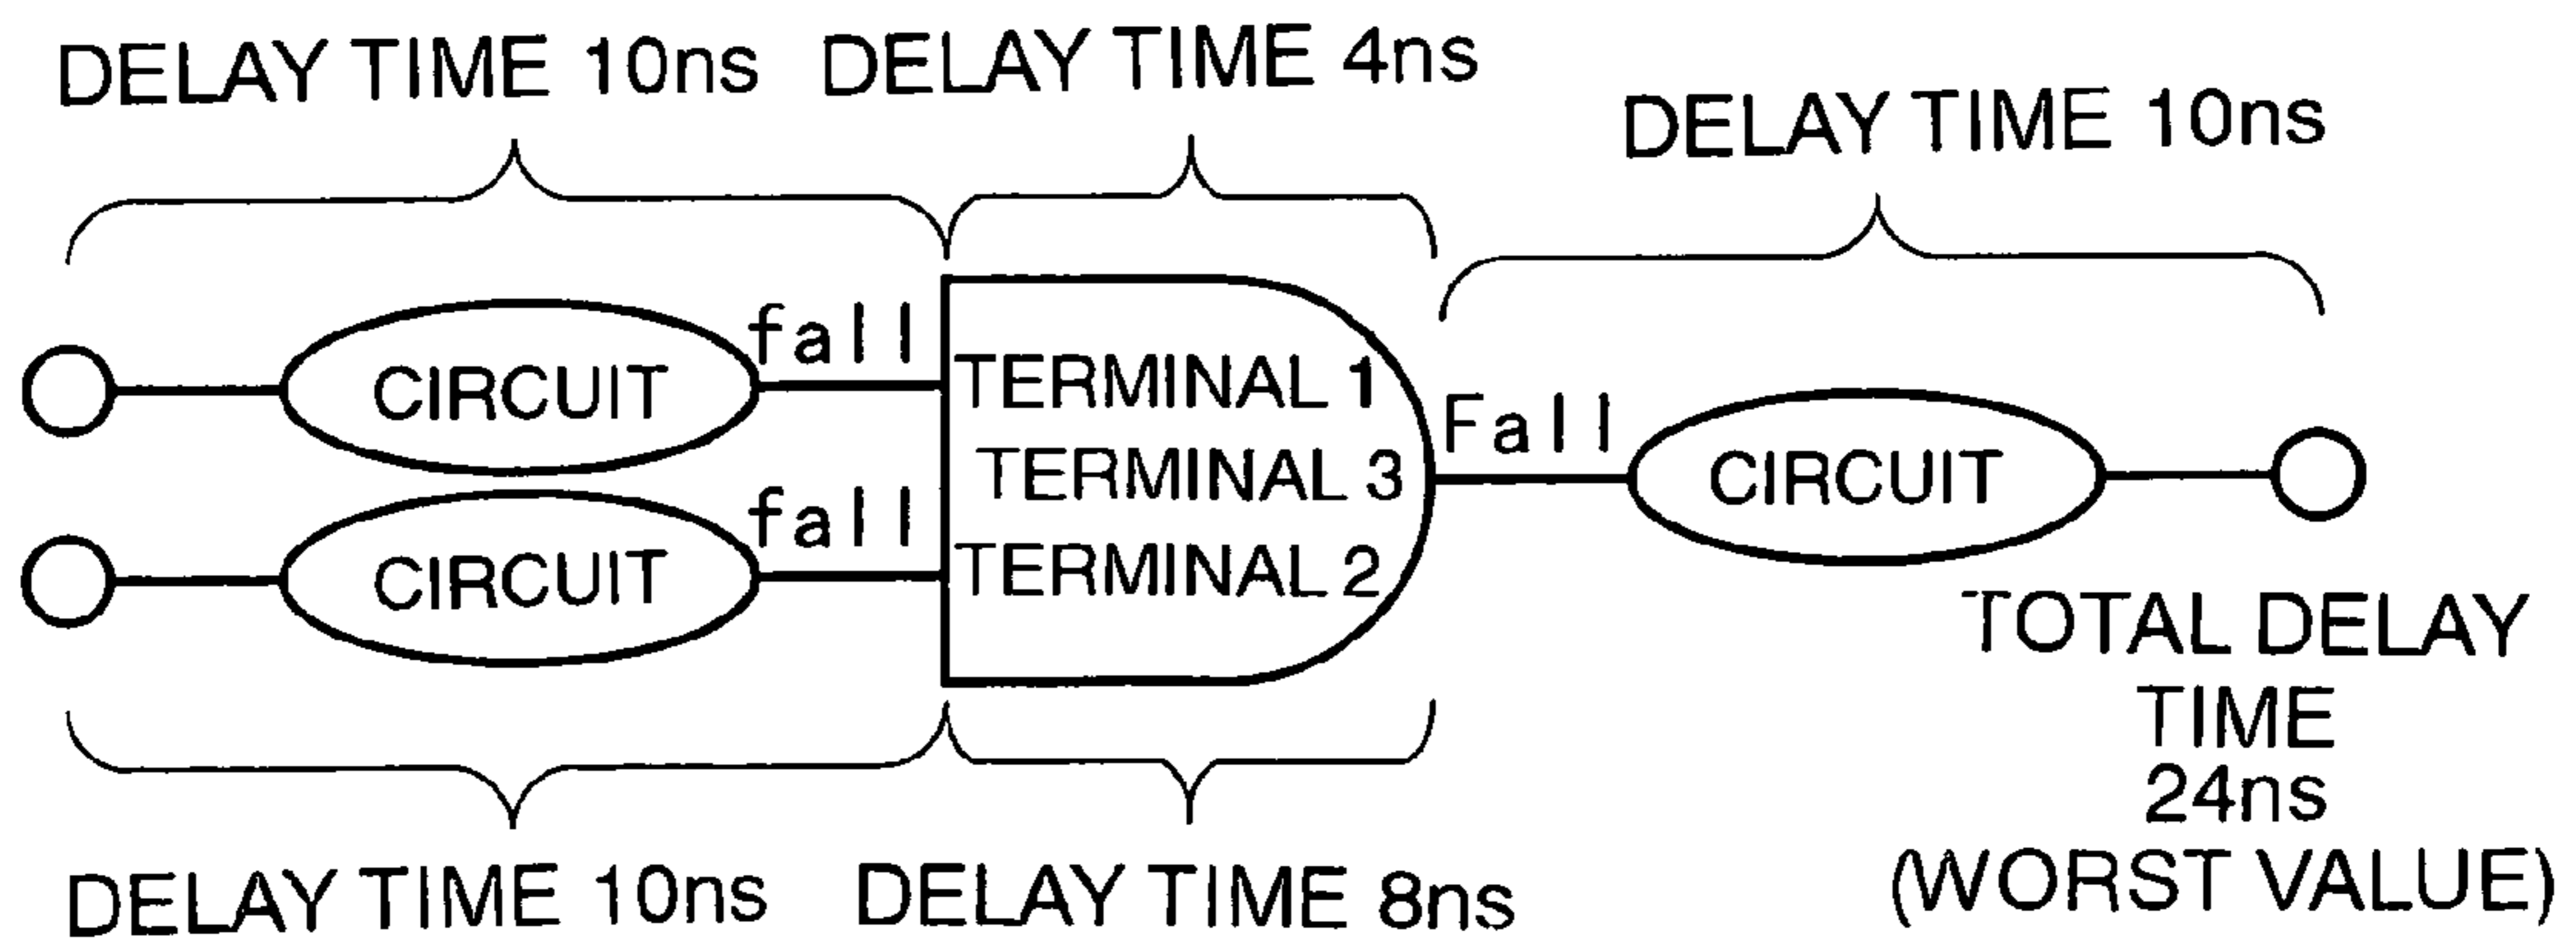 DELAY TIME 10ns
DELAY TIME 4ns
DELAY TIME 10ns
fall
CIRCUIT
TERMINAL 1
Fall
TERMINAL 3
CIRCUIT
fall
CIRCUIT
TERMINAL 2
TOTAL DELAY
TIME
24ns
(WORST VALUE)
DELAY TIME 10ns
DELAY TIME 8ns